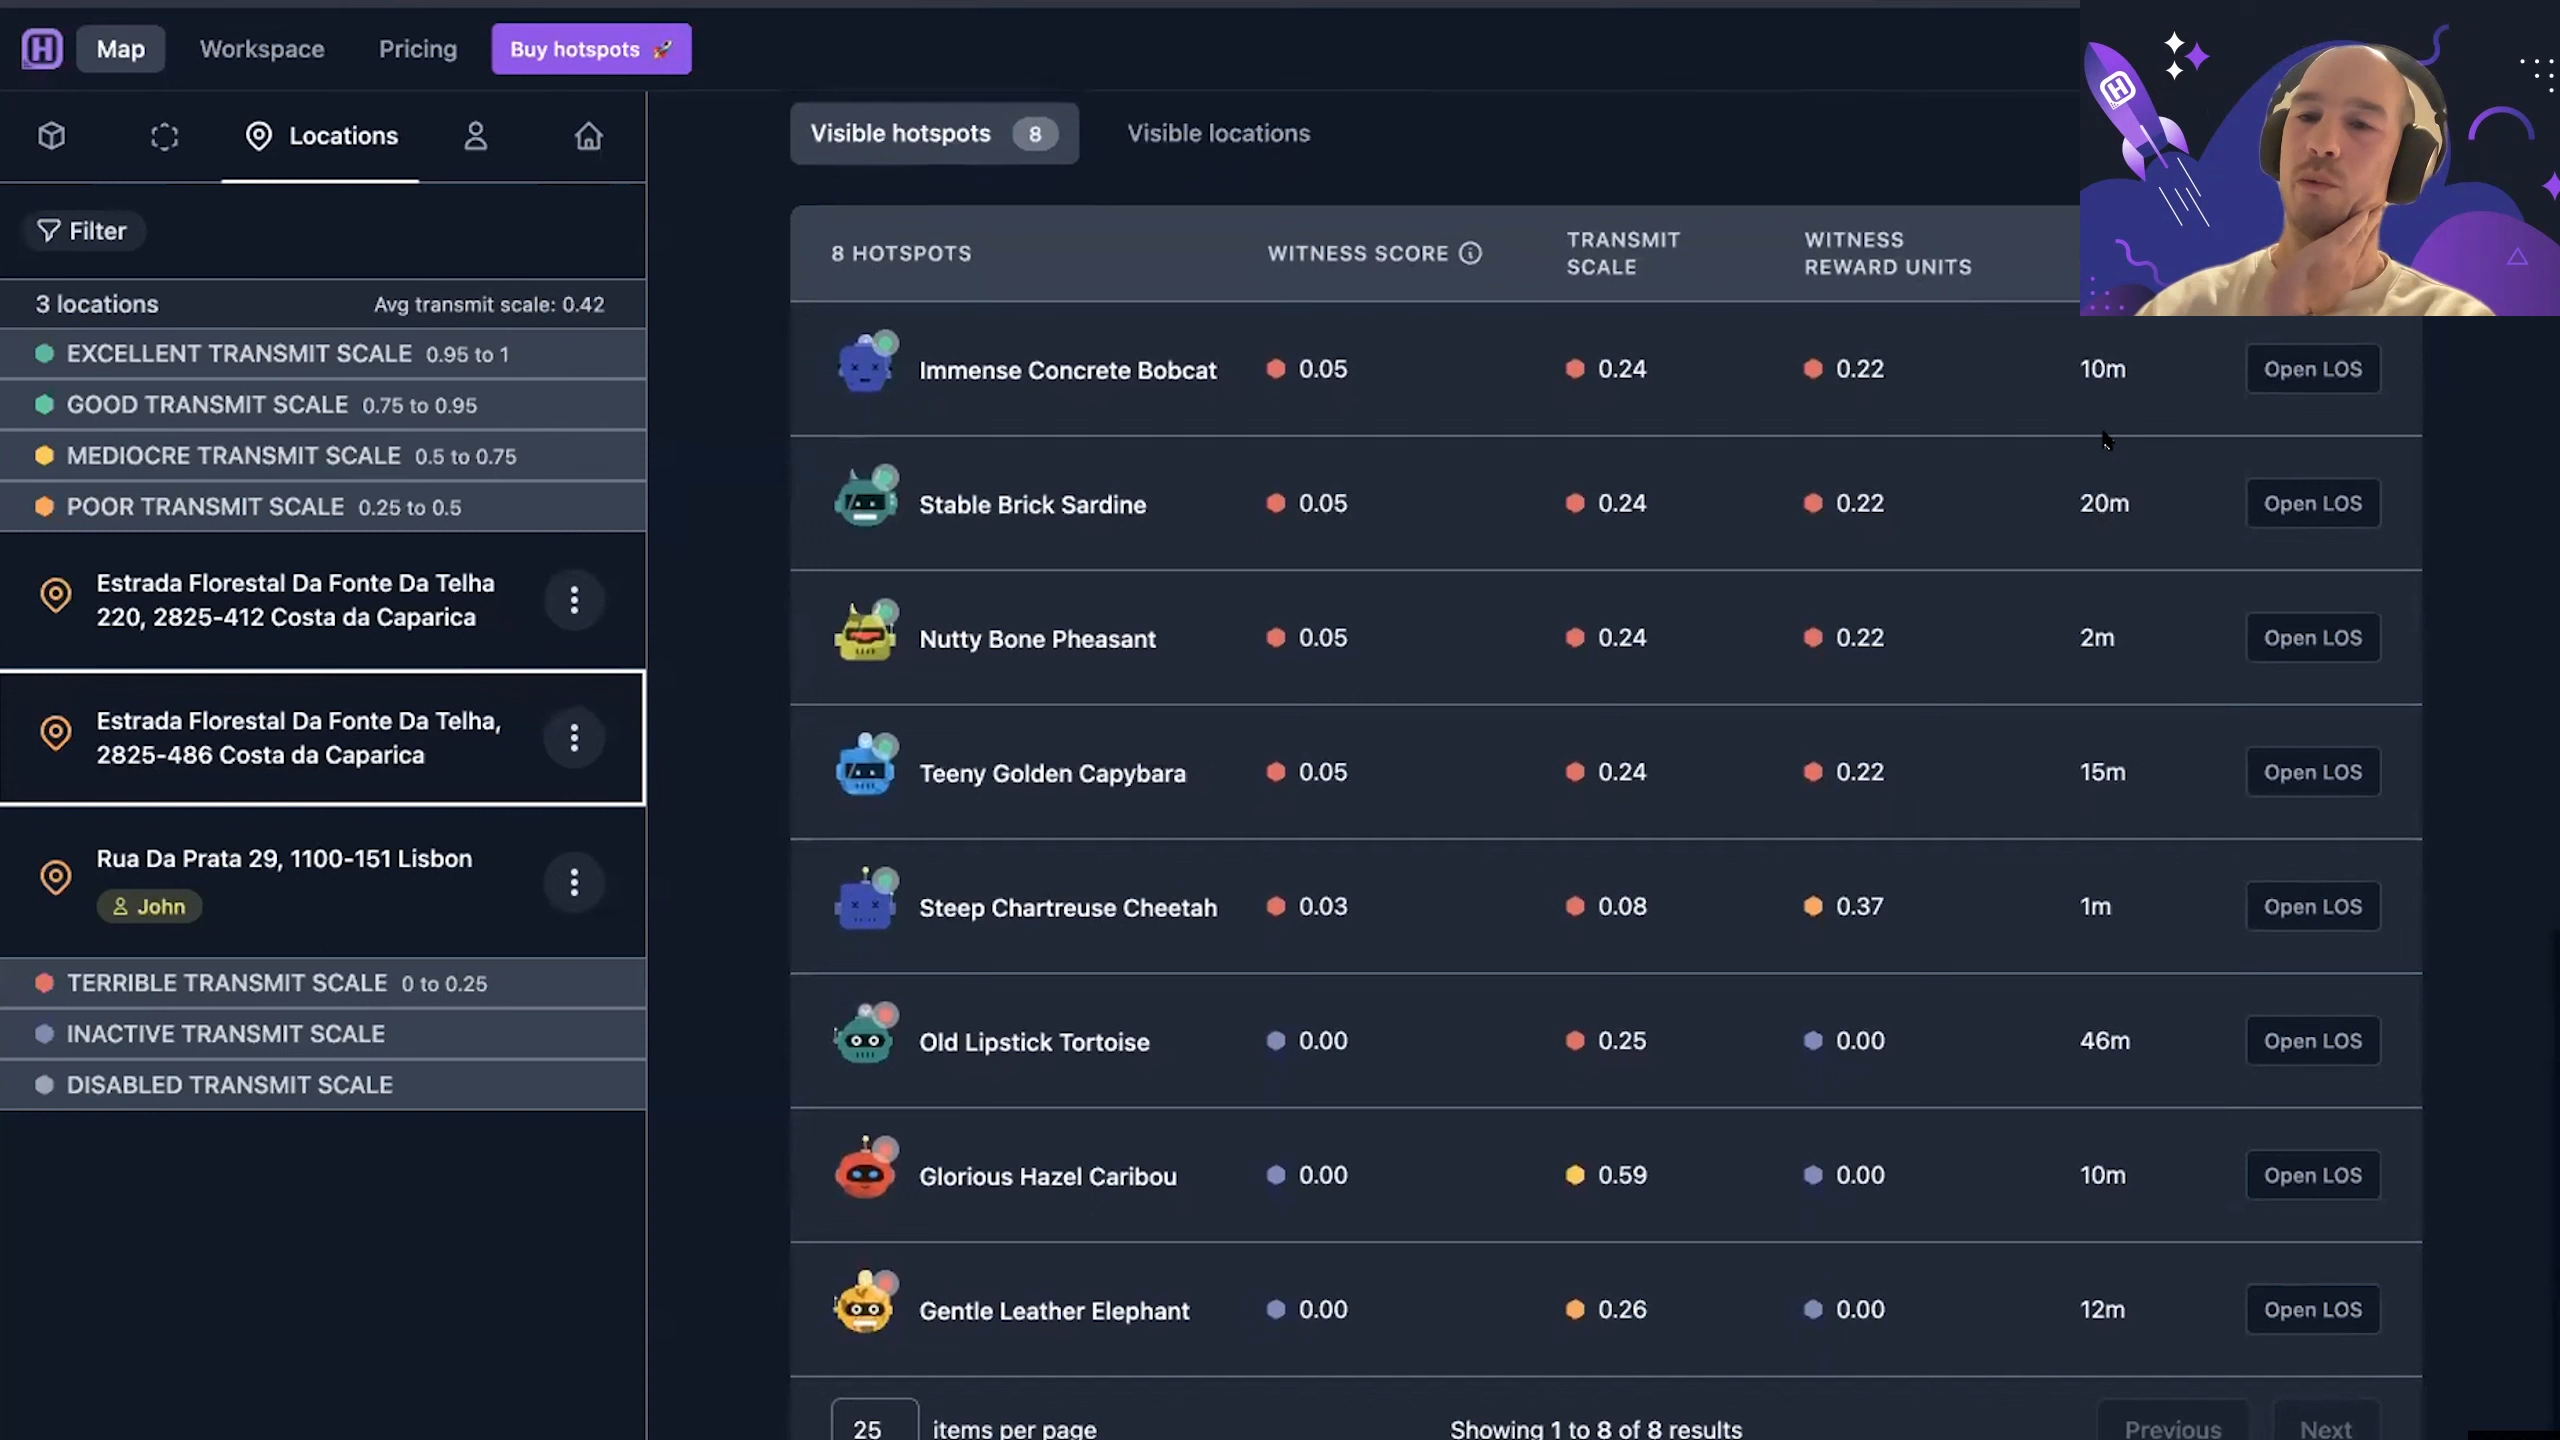 Map
Workspace
Pricing
Buy hotspots
Locations
Filter
3 locations
Avg transmit scale: 0.42
EXCELLENT TRANSMIT SCALE 0.95 to 1
GOOD TRANSMIT SCALE 0.75 to 0.95
MEDIOCRE TRANSMIT SCALE 0.5 to 0.75
POOR TRANSMIT SCALE 0.25 to 0.5
Estrada Florestal Da Fonte Da Telha
220, 2825-412 Costa da Caparica
Estrada Florestal Da Fonte Da Telha,
2825-486 Costa da Caparica
Rua Da Prata 29, 1100-151 Lisbon
John
TERRIBLE TRANSMIT SCALE 0 to 0.25
INACTIVE TRANSMIT SCALE
DISABLED TRANSMIT SCALE
Visible hotspots 8
Visible locations
8 HOTSPOTS
WITNESS SCORE
TRANSMIT
SCALE
WITNESS
REWARD UNITS
Immense Concrete Bobcat 0.05 0.24 0.22 10m Open LOS
Stable Brick Sardine 0.05 0.24 0.22 20m Open LOS
Nutty Bone Pheasant 0.05 0.24 0.22 2m Open LOS
Teeny Golden Capybara 0.05 0.24 0.22 15m Open LOS
Steep Chartreuse Cheetah 0.03 0.08 0.37 1m Open LOS
Old Lipstick Tortoise 0.00 0.25 0.00 46m Open LOS
Glorious Hazel Caribou 0.00 0.59 0.00 10m Open LOS
Gentle Leather Elephant 0.00 0.26 0.00 12m Open LOS
25 items per page
Showing 1 to 8 of 8 results
Previous
Next